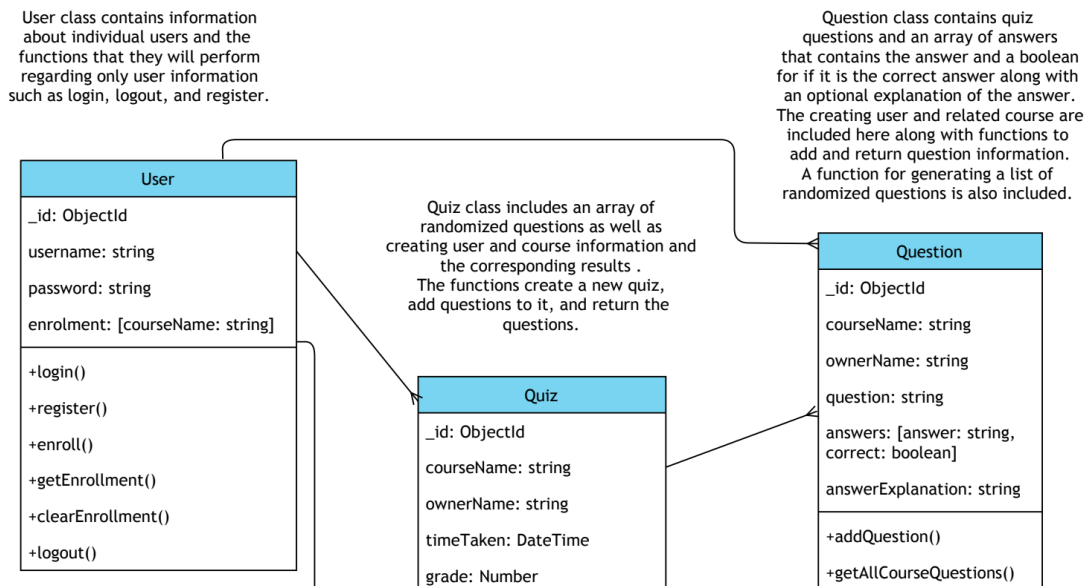 User class contains information
about individual users and the
functions that they will perform
regarding only user information
such as login, logout, and register.
Question class contains quiz
questions and an array of answers
that contains the answer and a boolean
for if it is the correct answer along with
an optional explanation of the answer.
The creating user and related course are
included here along with functions to
add and return question information.
A function for generating a list of
randomized questions is also included.
User
_id: ObjectId
username: string
password: string
enrolment: [courseName: string]
+login()
+register()
+enroll()
+getEnrollment()
+clearEnrollment()
+logout()
Quiz class includes an array of
randomized questions as well as
creating user and course information and
the corresponding results .
The functions create a new quiz,
add questions to it, and return the
questions.
Quiz
_id: ObjectId
courseName: string
ownerName: string
timeTaken: DateTime
grade: Number
Question
_id: ObjectId
courseName: string
ownerName: string
question: string
answers: [answer: string,
correct: boolean]
answerExplanation: string
+addQuestion()
+getAllCourseQuestions()